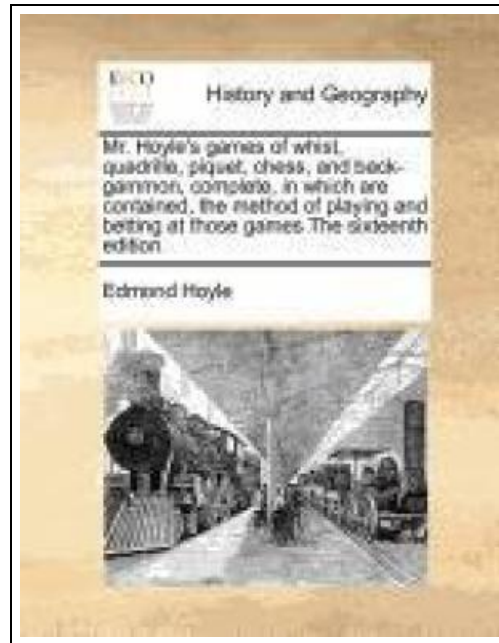 ECCO
History and Geography
Mr. Hoyle's games of whist,
quadrille, piquet, chess, and back-
gammon, complete, in which are
contained, the method of playing and
betting at those games The sixteenth
edition
Edmond Hoyle